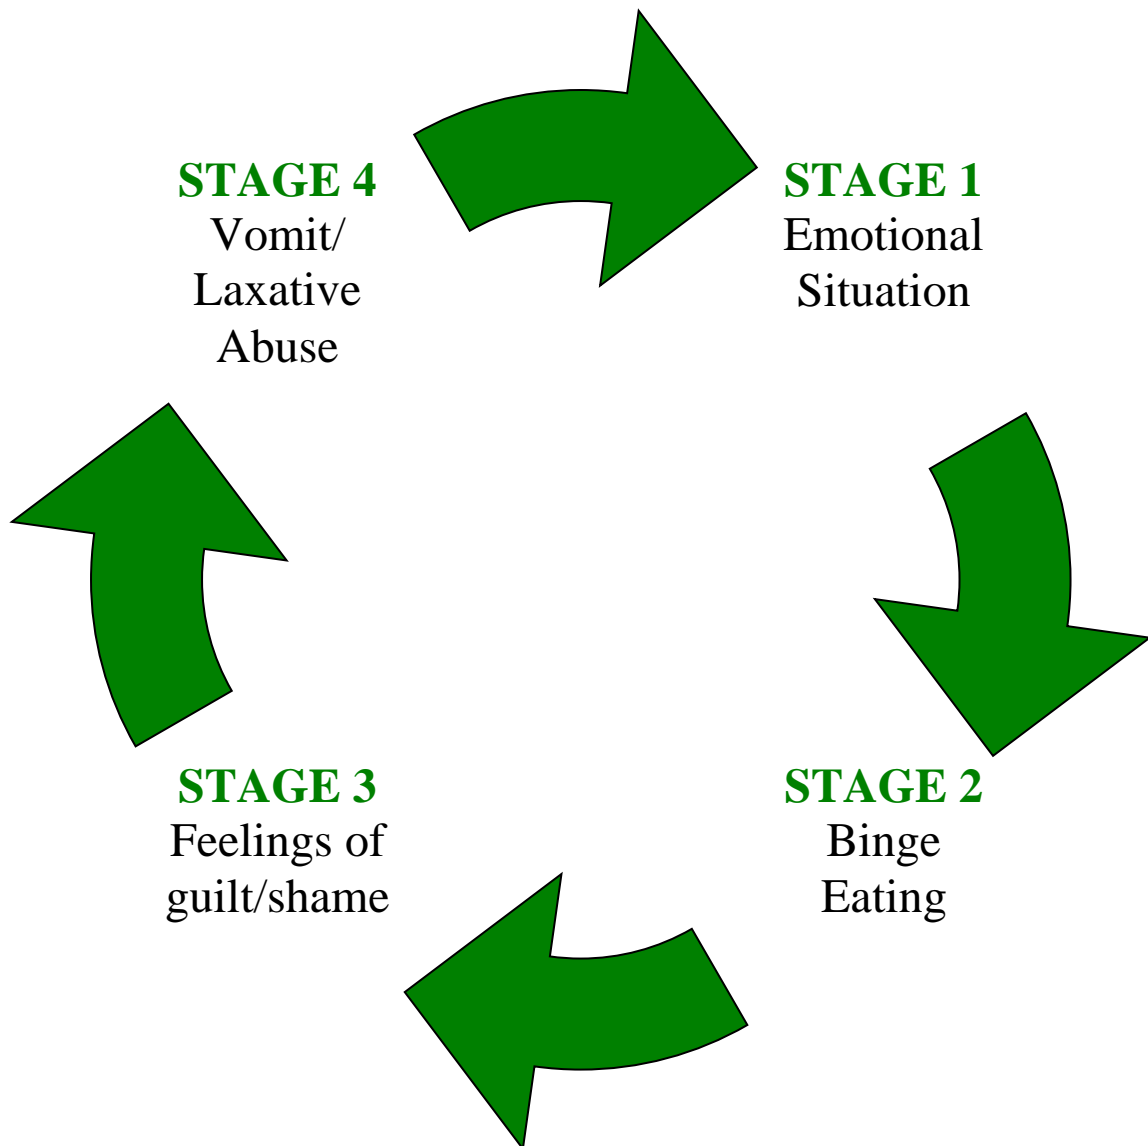 STAGE 4
Vomit/
Laxative
Abuse
STAGE 1
Emotional
Situation
STAGE 3
Feelings of
guilt/shame
STAGE 2
Binge
Eating